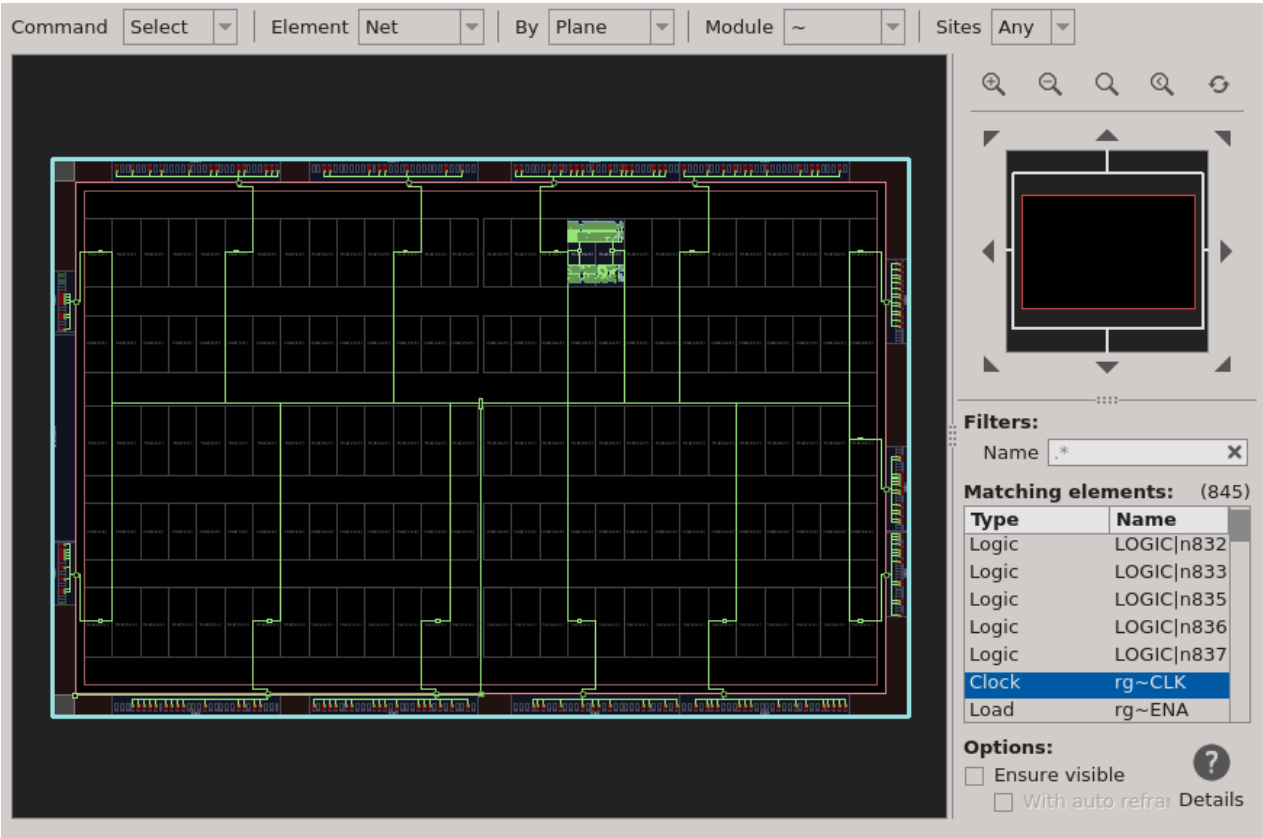 Command Select Element Net By Plane Module ~ Sites Any
Filters:
Name .*
Matching elements: (845)
Type Name
Logic LOGIC|n832
Logic LOGIC|n833
Logic LOGIC|n835
Logic LOGIC|n836
Logic LOGIC|n837
Clock rg~CLK
Load rg~ENA
Options:
Ensure visible
?
With auto refra
Details